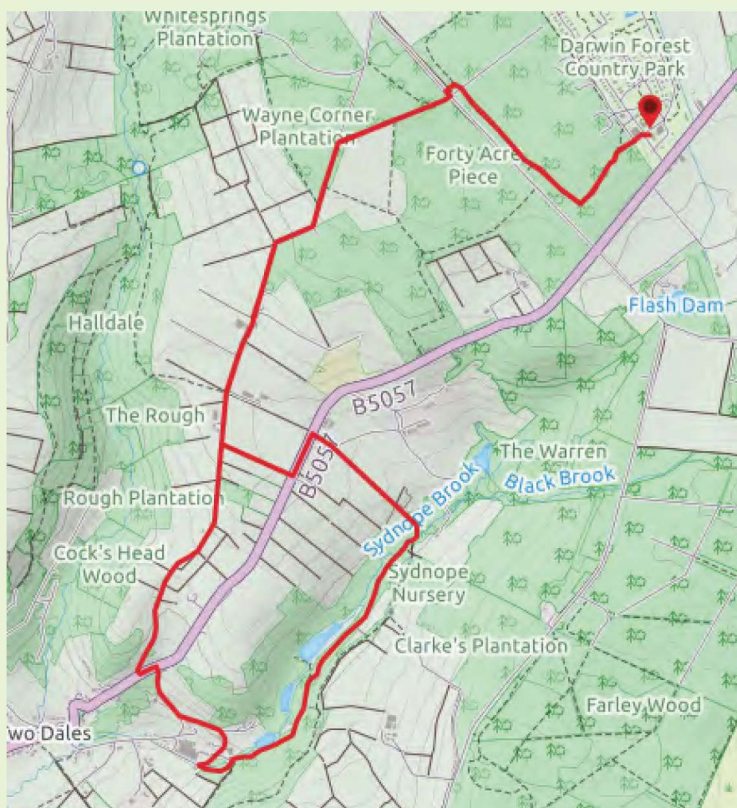 Whitesprings
Plantation
Darwin Forest
Country Park
Wayne Corner
Plantation
Forty Acre
Piece
Flash Dam
Halldale
B5057
The Rough
B5057
The Warren
Black Brook
Rough Plantation
Sydnope Brook
Cock's Head
Wood
Sydnope
Nursery
Clarke's Plantation
Farley Wood
wo Dales